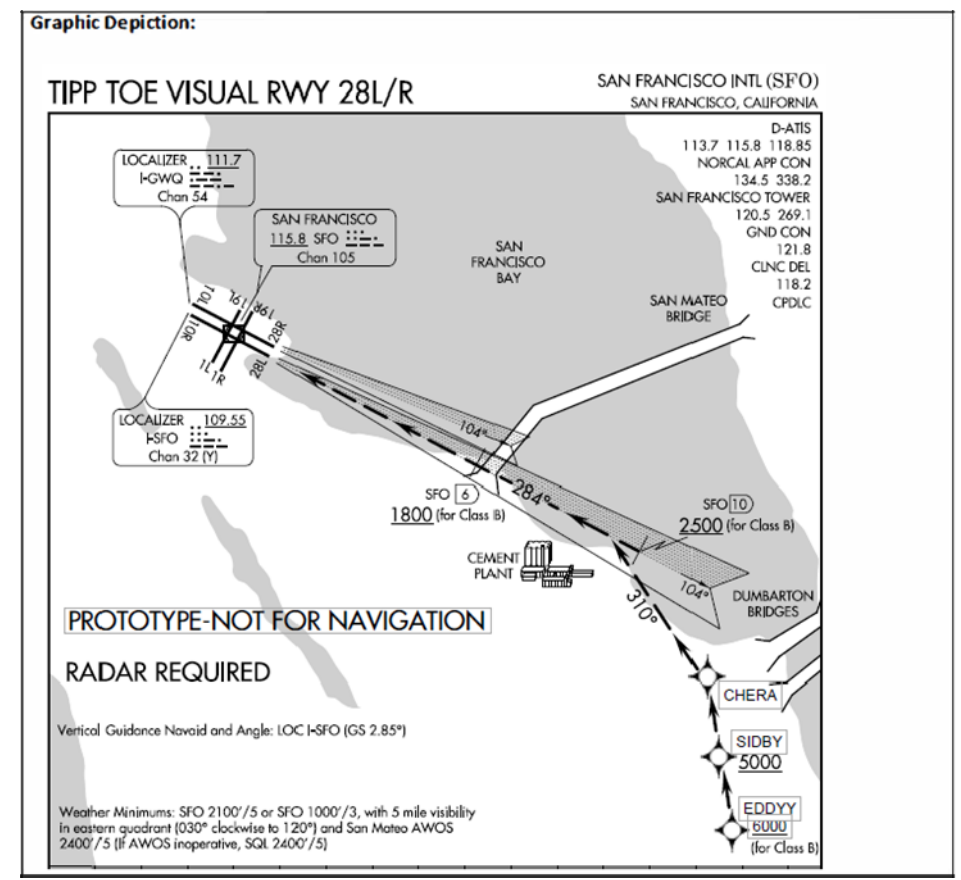 Graphic Depiction:
TIPP TOE VISUAL RWY 28L/R
SAN FRANCISCO INTL (SFO)
SAN FRANCISCO, CALIFORNIA
D-ATIS
113.7 115.8 118.85
NORCAL APP CON
134.5 338.2
SAN FRANCISCO TOWER
120.5 269.1
GND CON
121.8
CLNC DEL
118.2
CPDLC
LOCALIZER 111.7
I-GWQ
Chan 54
SAN FRANCISCO
115.8 SFO
Chan 105
SAN
FRANCISCO
BAY
SAN MATEO
BRIDGE
10L
10R
19L
19R
28R
28L
1L
1R
LOCALIZER 109.55
I-SFO
Chan 32 (Y)
104°
SFO 6
1800 (for Class B)
284°
SFO 10
2500 (for Class B)
CEMENT
PLANT
104°
310°
DUMBARTON
BRIDGES
PROTOTYPE-NOT FOR NAVIGATION
RADAR REQUIRED
CHERA
Vertical Guidance Navaid and Angle: LOC I-SFO (GS 2.85°)
SIDBY
5000
EDDYY
6000
(for Class B)
Weather Minimums: SFO 2100'/5 or SFO 1000'/3, with 5 mile visibility
in eastern quadrant (030° clockwise to 120°) and San Mateo AWOS
2400'/5 (If AWOS inoperative, SQL 2400'/5)